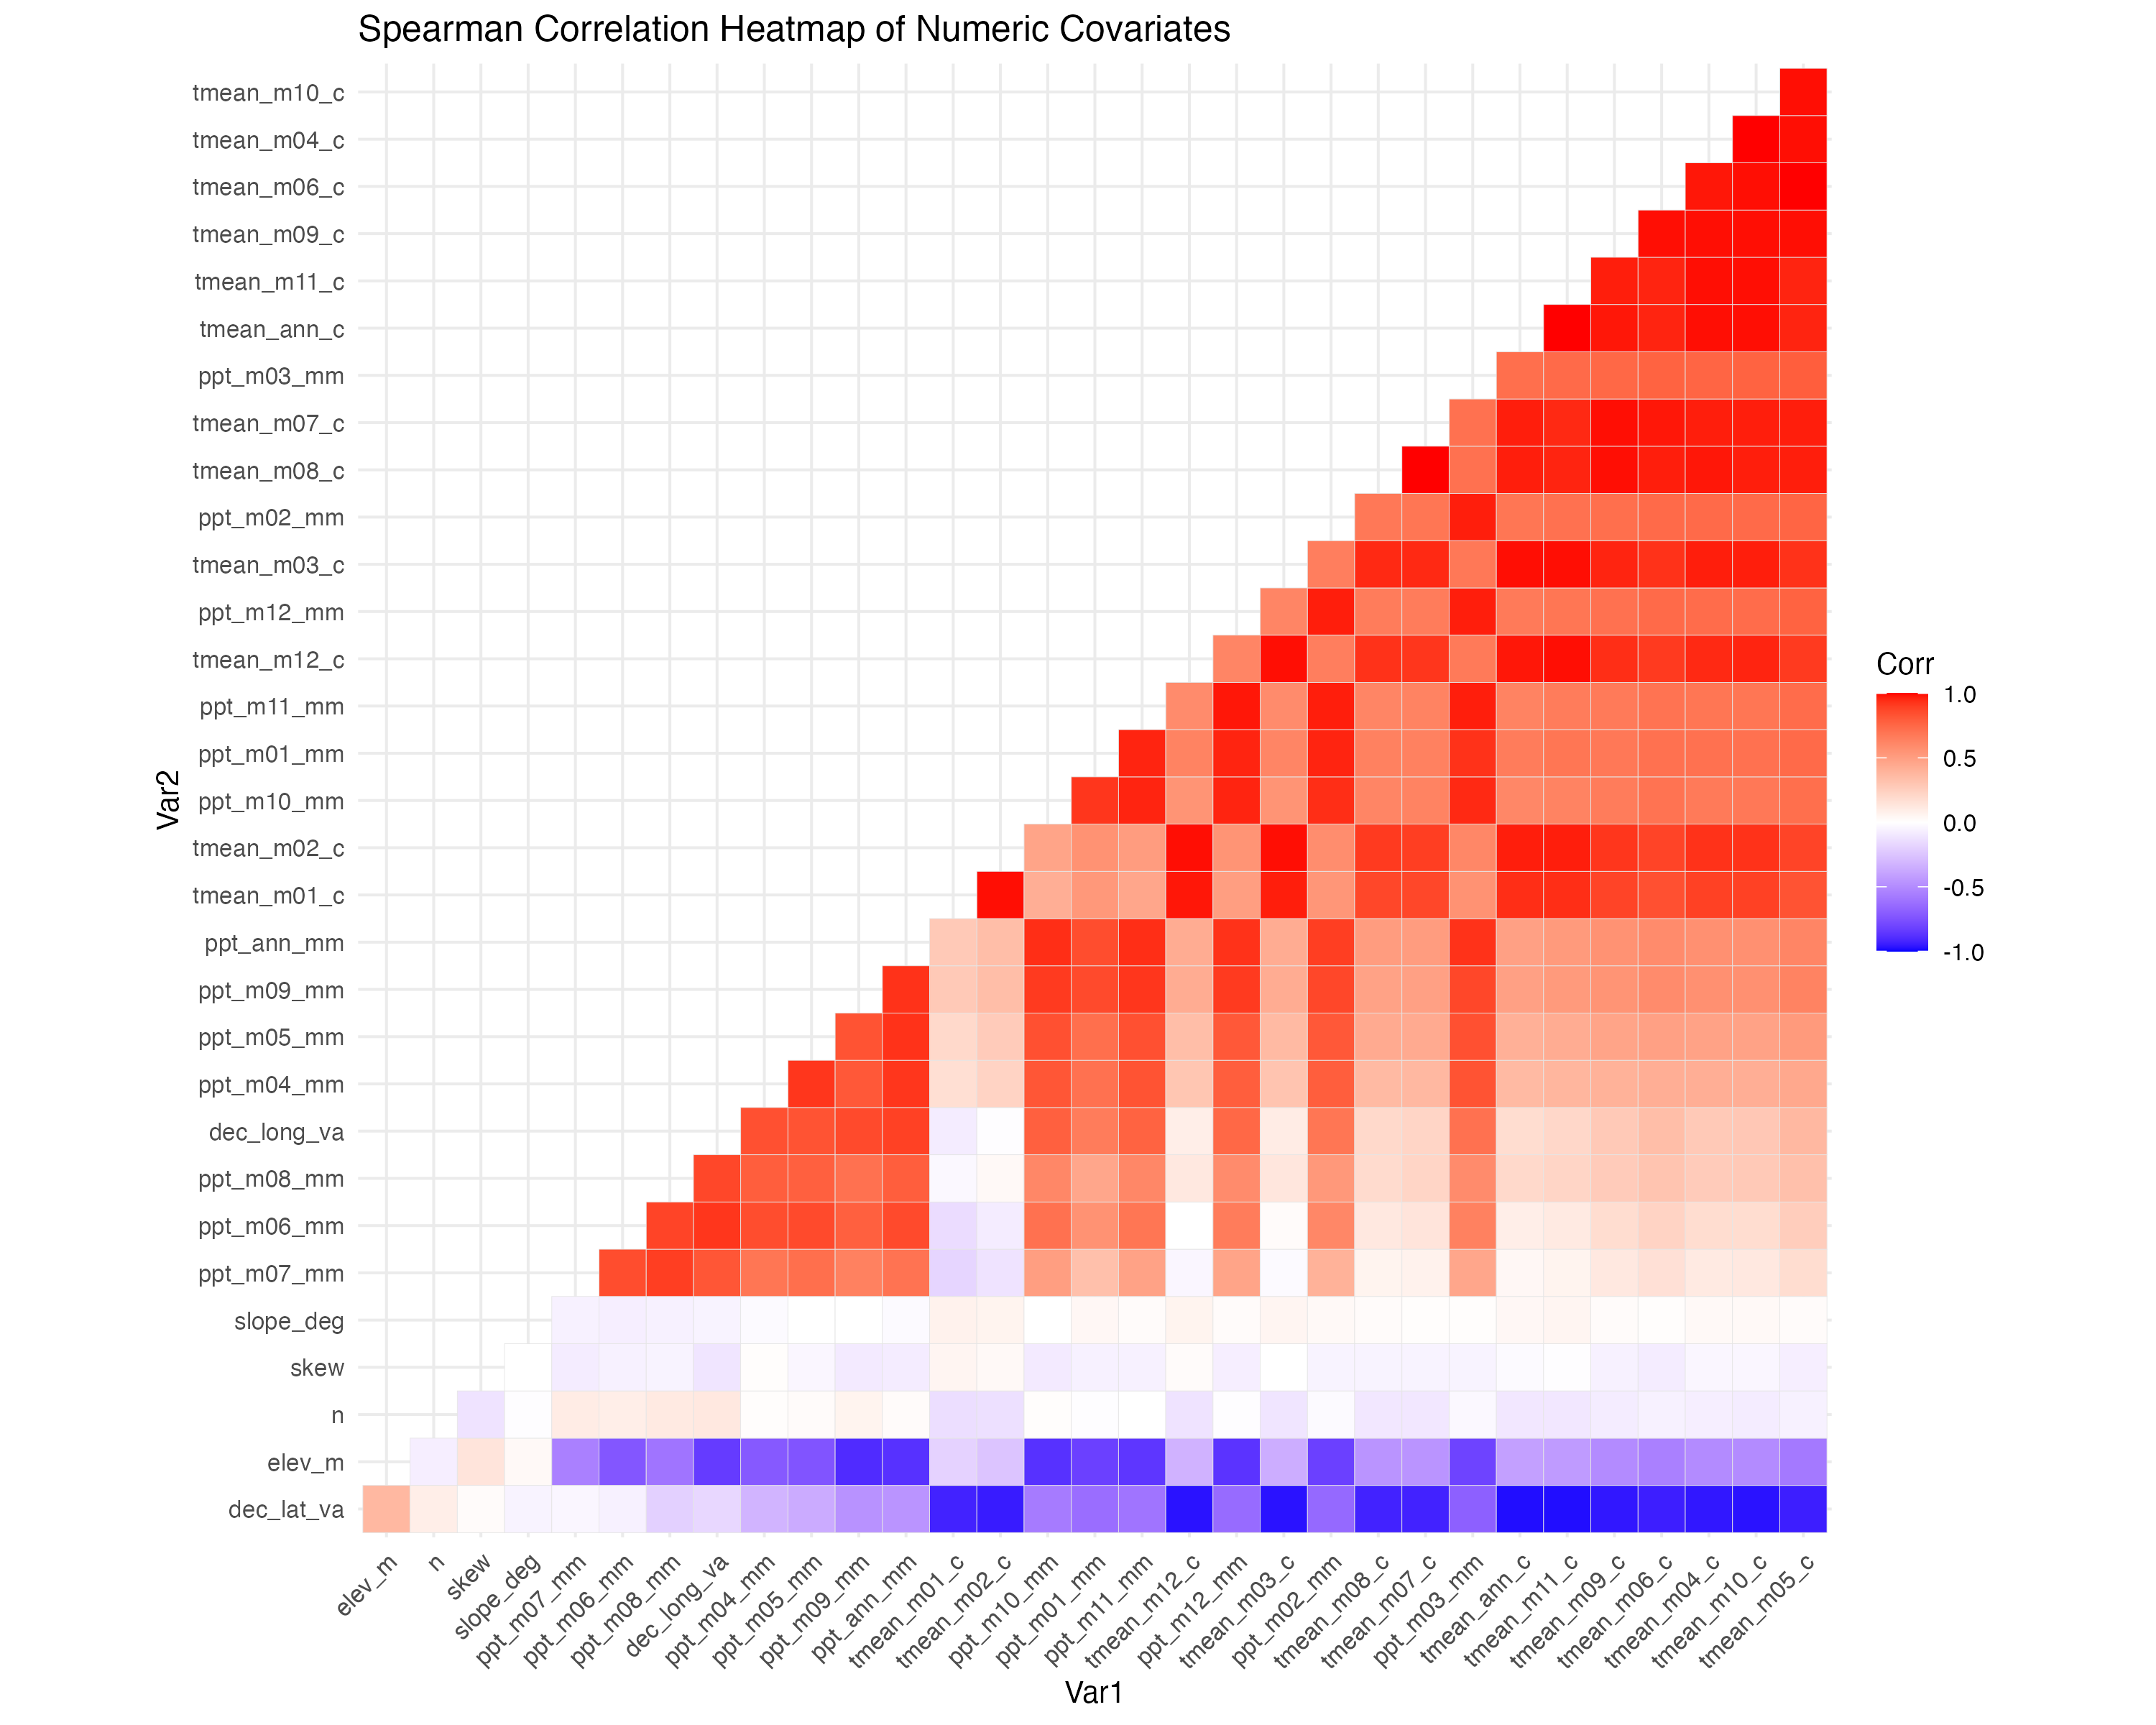 Spearman Correlation Heatmap of Numeric Covariates
tmean_m10_c
tmean_m04_c
tmean_m06_c
tmean_m09_c
tmean_m11_c
tmean_ann_c
ppt_m03_mm
tmean_m07_c
tmean_m08_c
ppt_m02_mm
tmean_m03_c
ppt_m12_mm
tmean_m12_c
ppt_m11_mm
ppt_m01_mm
ppt_m10_mm
tmean_m02_c
tmean_m01_c
ppt_ann_mm
ppt_m09_mm
ppt_m05_mm
ppt_m04_mm
dec_long_va
ppt_m08_mm
ppt_m06_mm
ppt_m07_mm
slope_deg
skew
n
elev_m
dec_lat_va
Var2
elev_m
n
skew
slope_deg
ppt_m07_mm
ppt_m06_mm
ppt_m08_mm
dec_long_va
ppt_m04_mm
ppt_m05_mm
ppt_m09_mm
ppt_ann_mm
tmean_m01_c
tmean_m02_c
ppt_m10_mm
ppt_m01_mm
ppt_m11_mm
tmean_m12_c
ppt_m12_mm
tmean_m03_c
ppt_m02_mm
tmean_m08_c
tmean_m07_c
ppt_m03_mm
tmean_ann_c
tmean_m11_c
tmean_m09_c
tmean_m06_c
tmean_m04_c
tmean_m10_c
tmean_m05_c
Var1
Corr
1.0
0.5
0.0
-0.5
-1.0